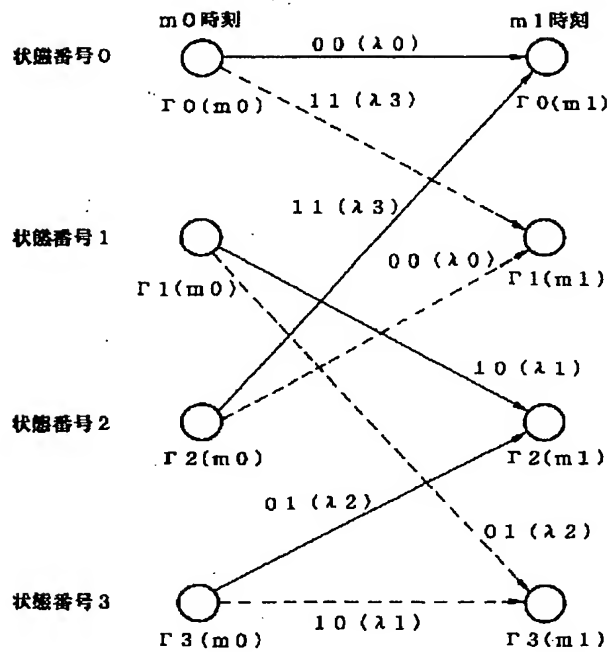 m0時刻 m1時刻
状態番号0
00(λ0)
Γ0(m0)
11(λ3)
Γ0(m1)
11(λ3)
状態番号1
00(λ0)
Γ1(m0)
Γ1(m1)
10(λ1)
状態番号2
Γ2(m0)
Γ2(m1)
01(λ2)
01(λ2)
状態番号3
10(λ1)
Γ3(m0)
Γ3(m1)